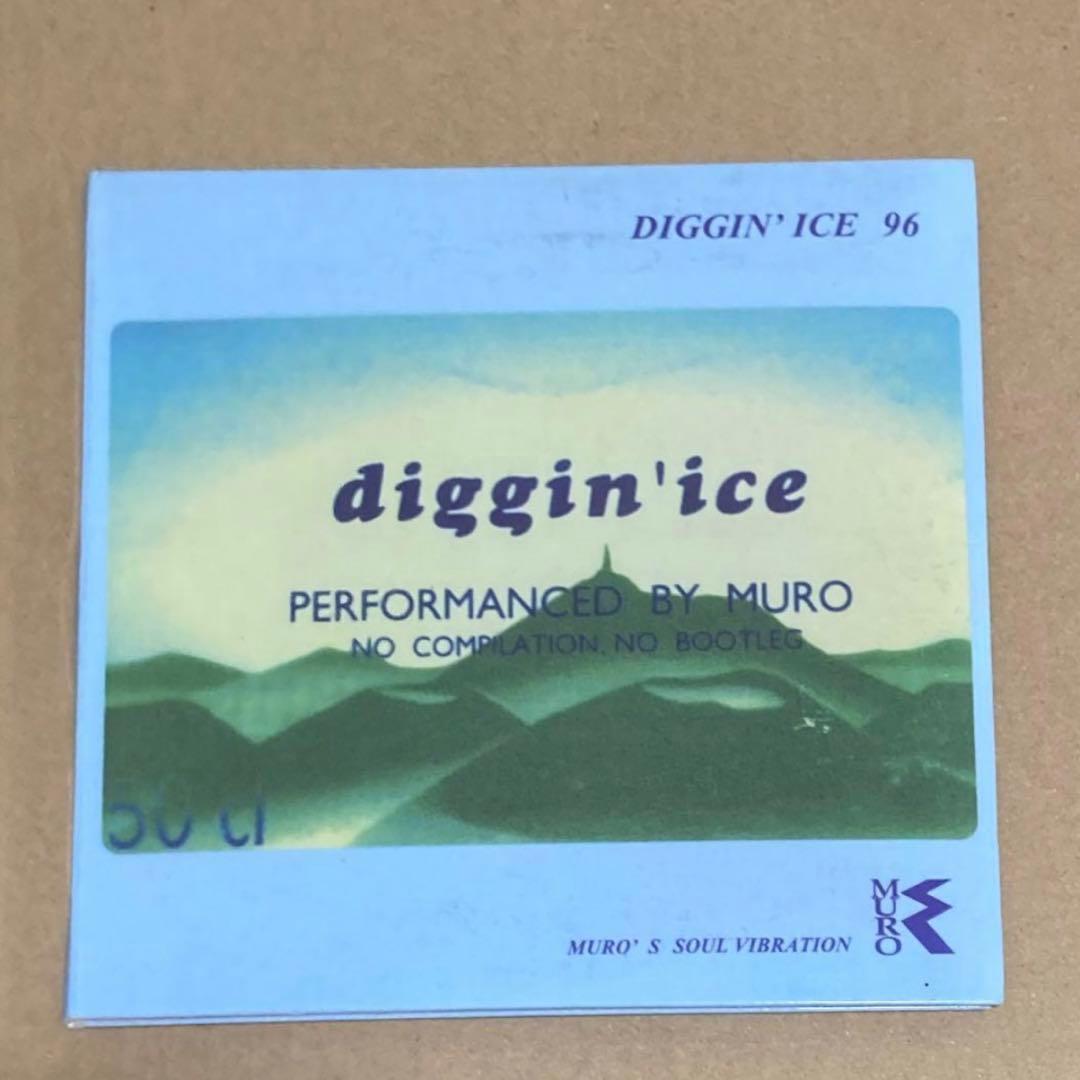 DIGGIN' ICE 96
diggin'ice
PERFORMANCED BY MURO
NO COMPILATION, NO BOOTLEG
MURO' S SOUL VIBRATION
MURO